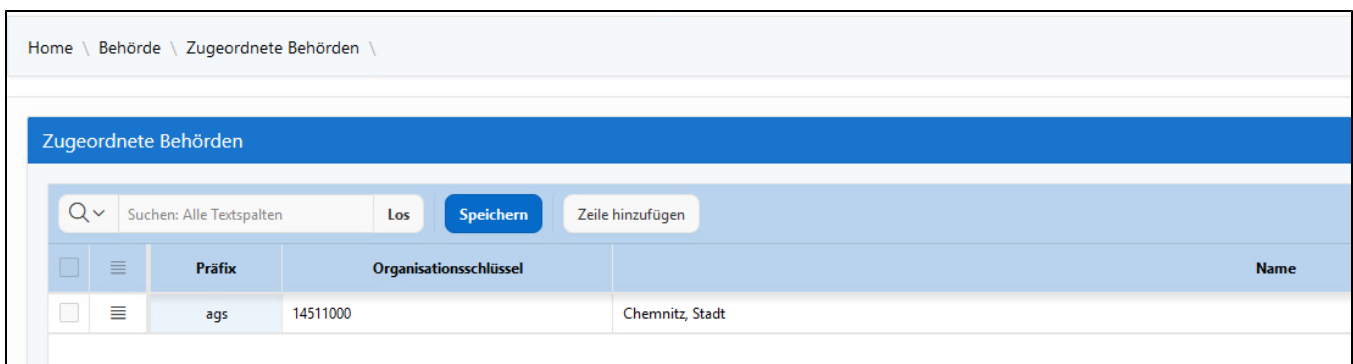 Home \ Behörde \ Zugeordnete Behörden \
Zugeordnete Behörden
Suchen: Alle Textspalten Los Speichern Zeile hinzufügen
Präfix Organisationsschlüssel Name
ags 14511000 Chemnitz, Stadt